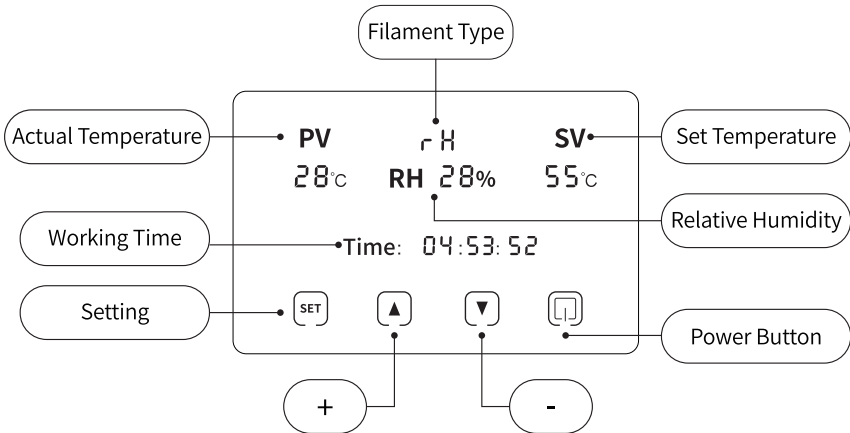 Filament Type
Actual Temperature
PV
rH
SV
Set Temperature
28°C
RH 28%
55°C
Relative Humidity
Working Time
Time: 04:53:52
Setting
SET
Power Button
+
-